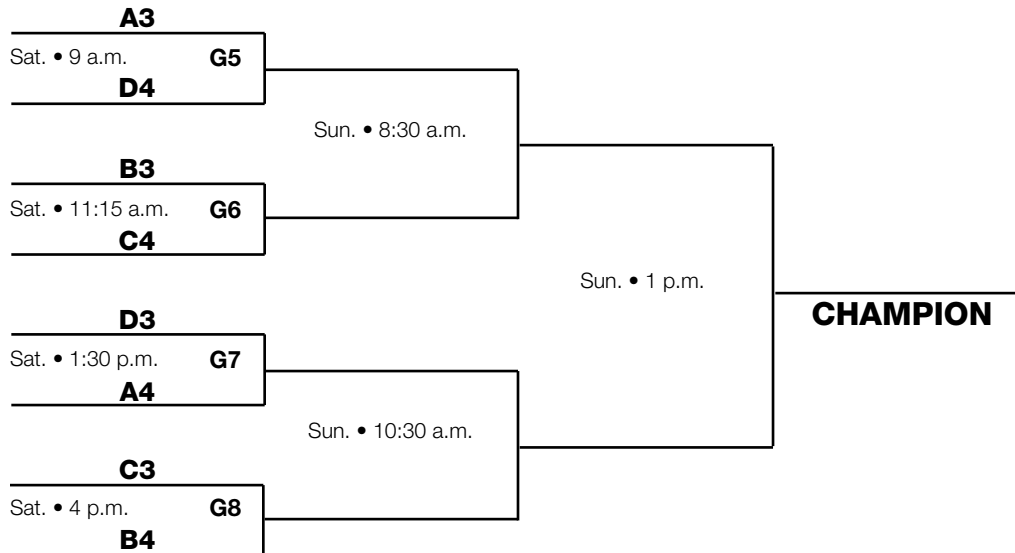 A3
Sat. • 9 a.m. G5
D4
Sun. • 8:30 a.m.
B3
Sat. • 11:15 a.m. G6
C4
Sun. • 1 p.m.
CHAMPION
D3
Sat. • 1:30 p.m. G7
A4
Sun. • 10:30 a.m.
C3
Sat. • 4 p.m. G8
B4